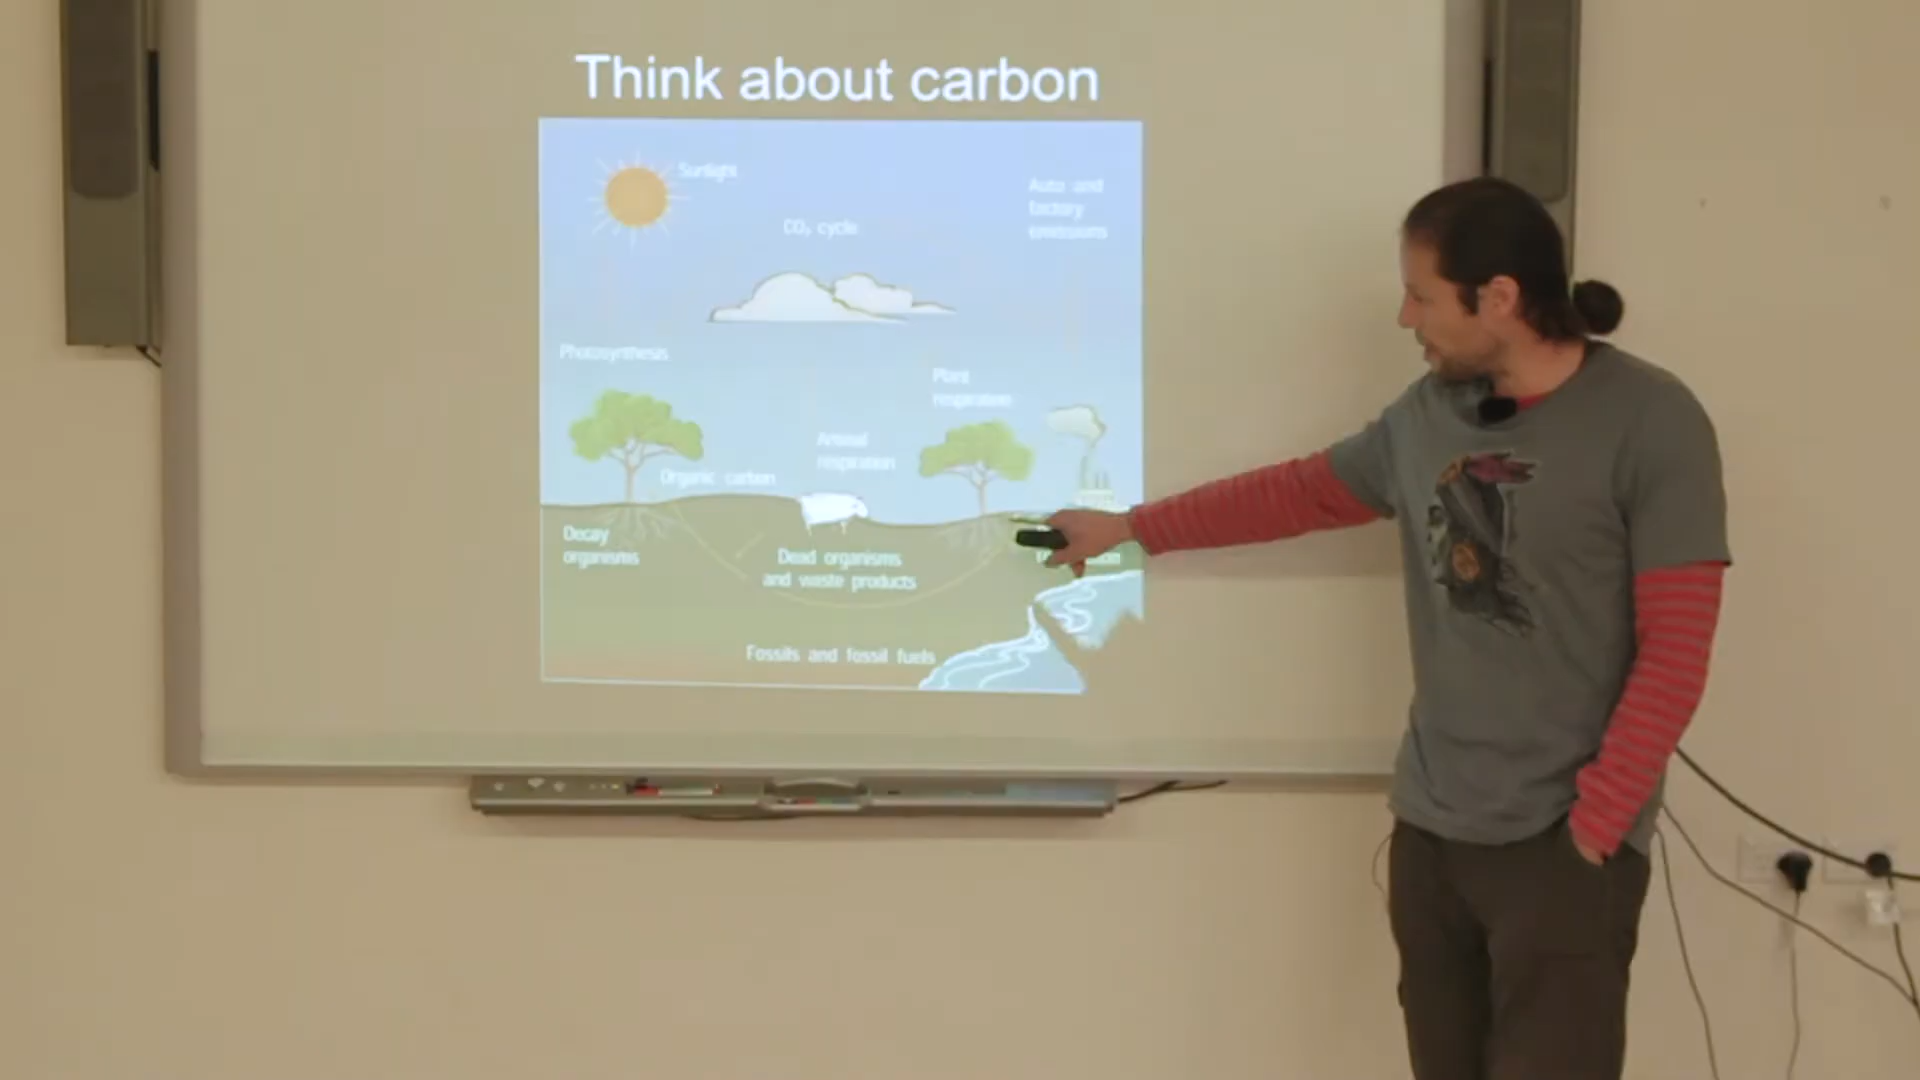 Think about carbon
Sunlight
Auto and
factory
emissions
CO₂ cycle
Photosynthesis
Plant
respiration
Animal
respiration
Organic carbon
Decay
organisms
Dead organisms
and waste products
Fossils and fossil fuels